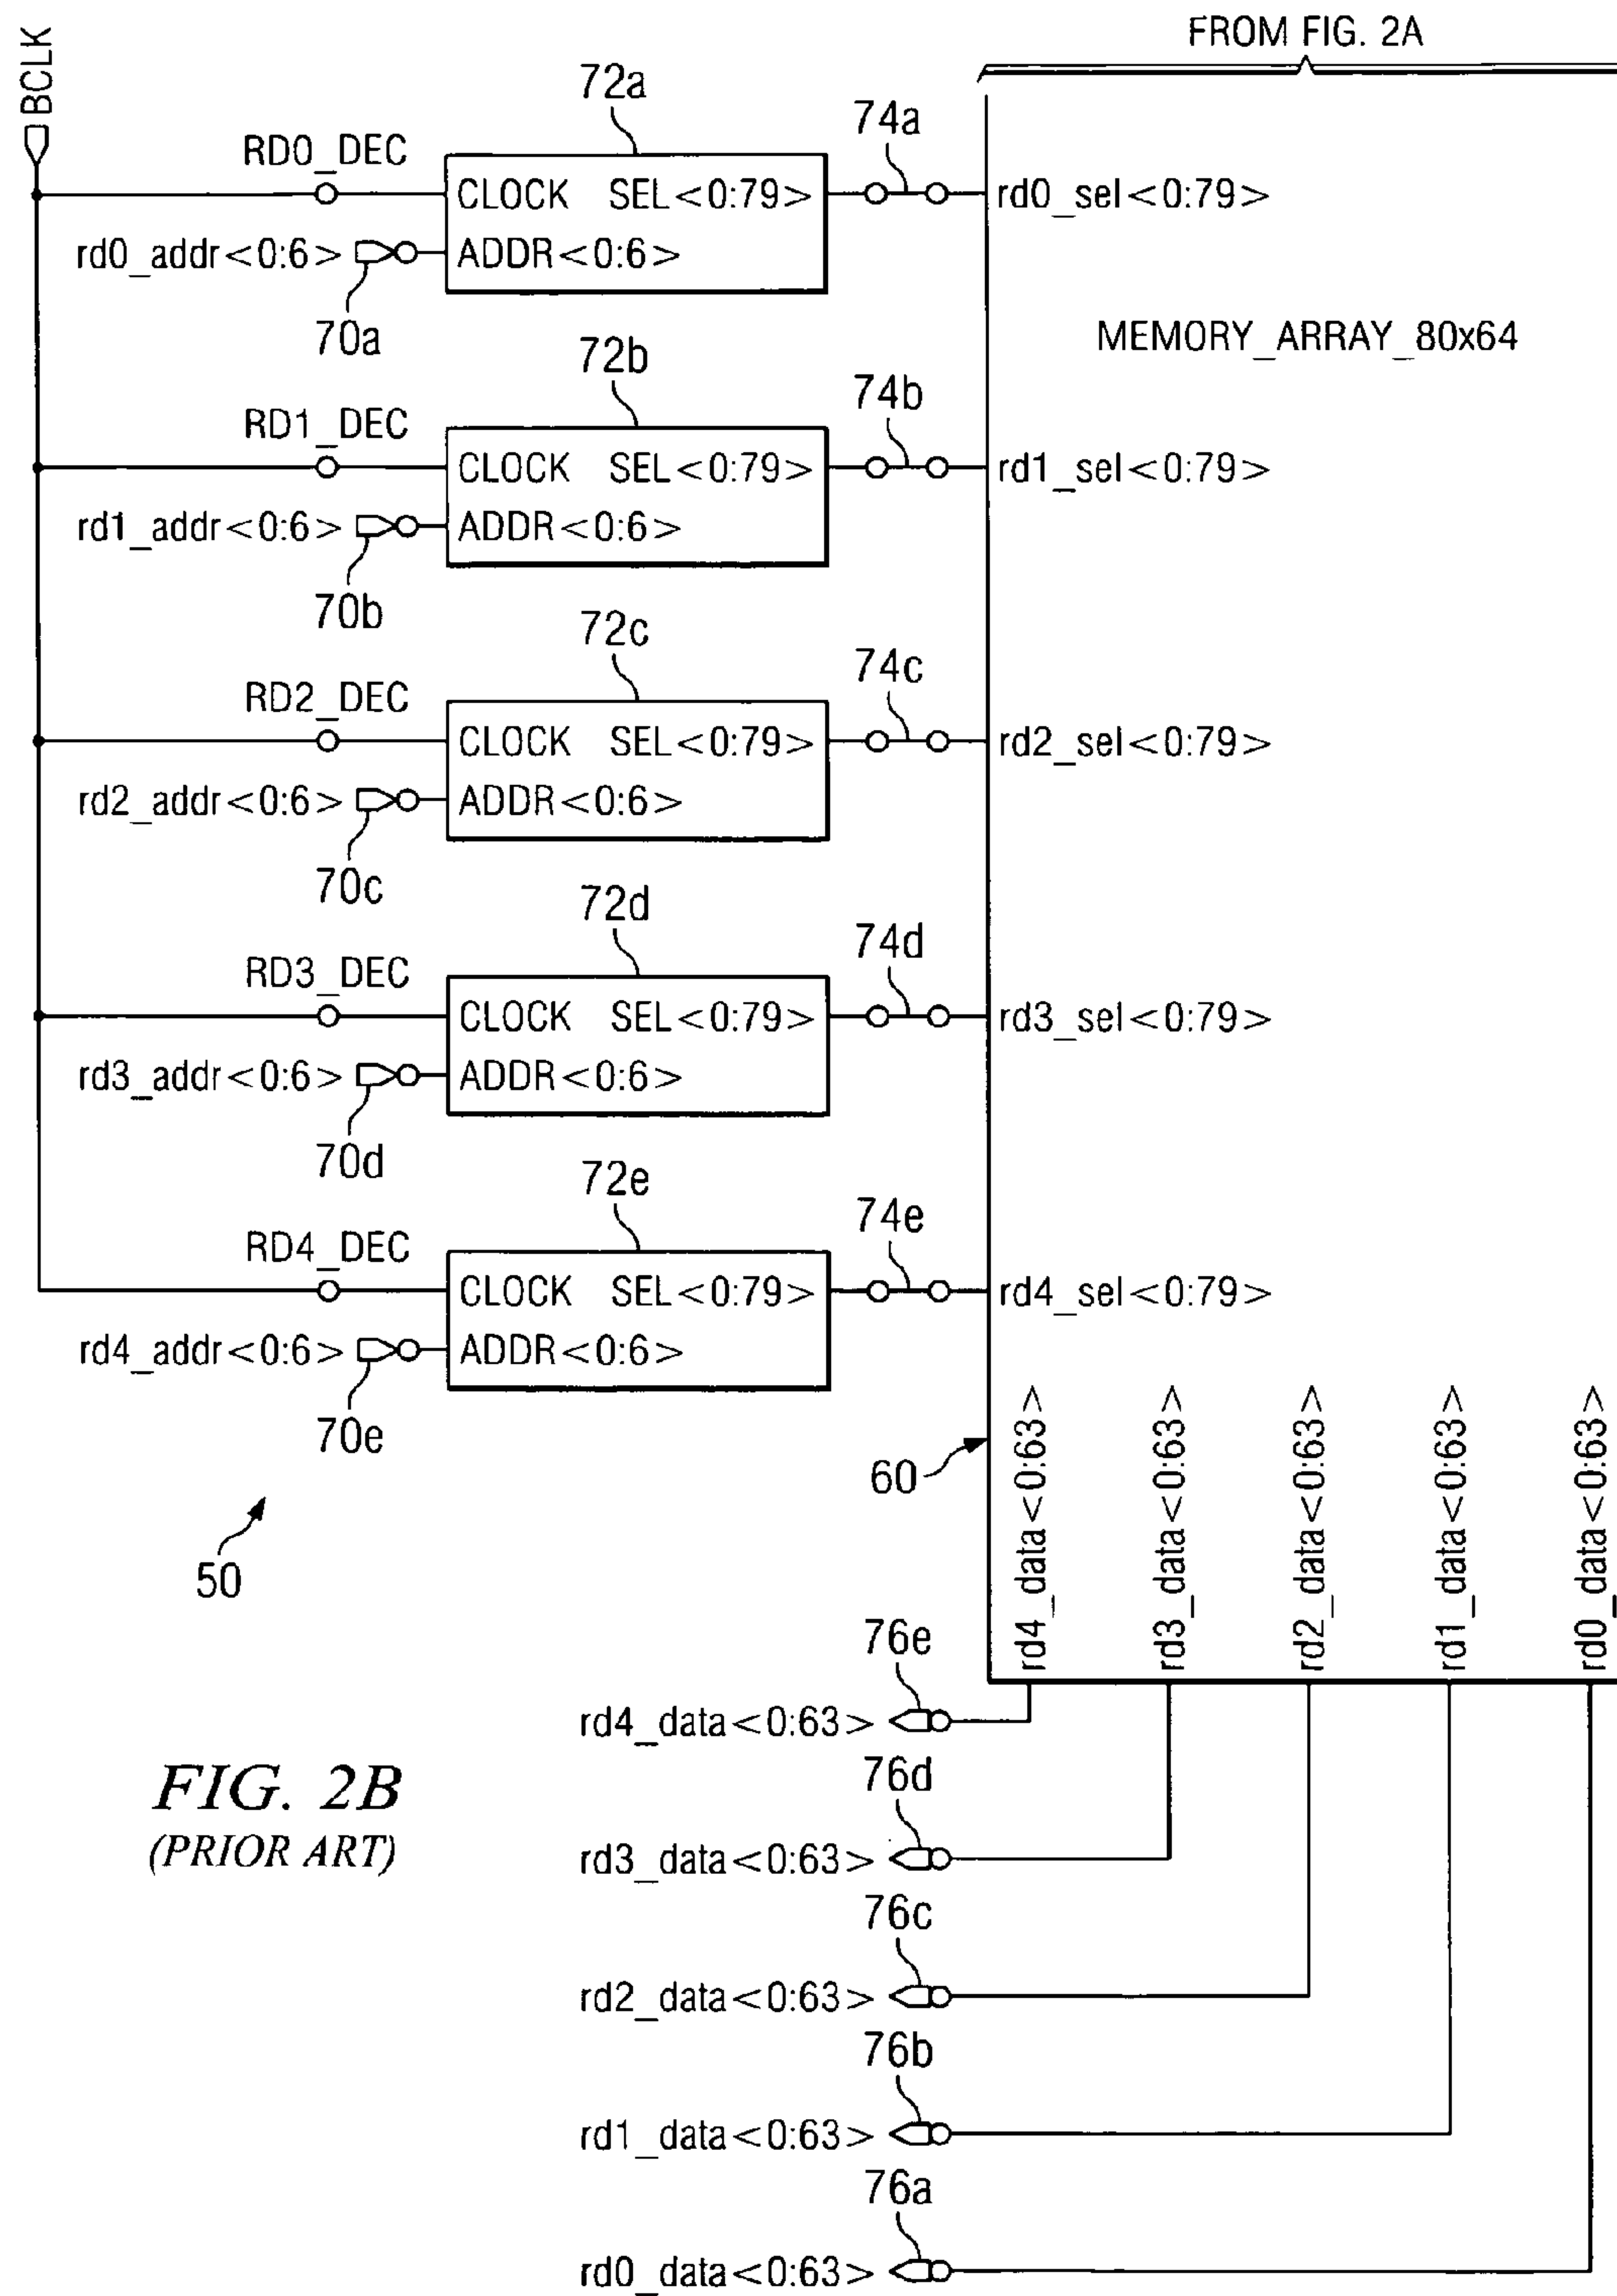 FROM FIG. 2A
BCLK
72a
74a
RD0_DEC
CLOCK SEL<0:79>
rd0_sel<0:79>
rd0_addr<0:6>
ADDR<0:6>
70a
MEMORY_ARRAY_80x64
72b
74b
RD1_DEC
CLOCK SEL<0:79>
rd1_sel<0:79>
rd1_addr<0:6>
ADDR<0:6>
70b
72c
74c
RD2_DEC
CLOCK SEL<0:79>
rd2_sel<0:79>
rd2_addr<0:6>
ADDR<0:6>
70c
72d
74d
RD3_DEC
CLOCK SEL<0:79>
rd3_sel<0:79>
rd3_addr<0:6>
ADDR<0:6>
70d
72e
74e
RD4_DEC
CLOCK SEL<0:79>
rd4_sel<0:79>
rd4_addr<0:6>
ADDR<0:6>
70e
60
50
rd4_data<0:63>
rd3_data<0:63>
rd2_data<0:63>
rd1_data<0:63>
rd0_data<0:63>
76e
rd4_data<0:63>
76d
rd3_data<0:63>
76c
rd2_data<0:63>
76b
rd1_data<0:63>
76a
rd0_data<0:63>
FIG. 2B
(PRIOR ART)